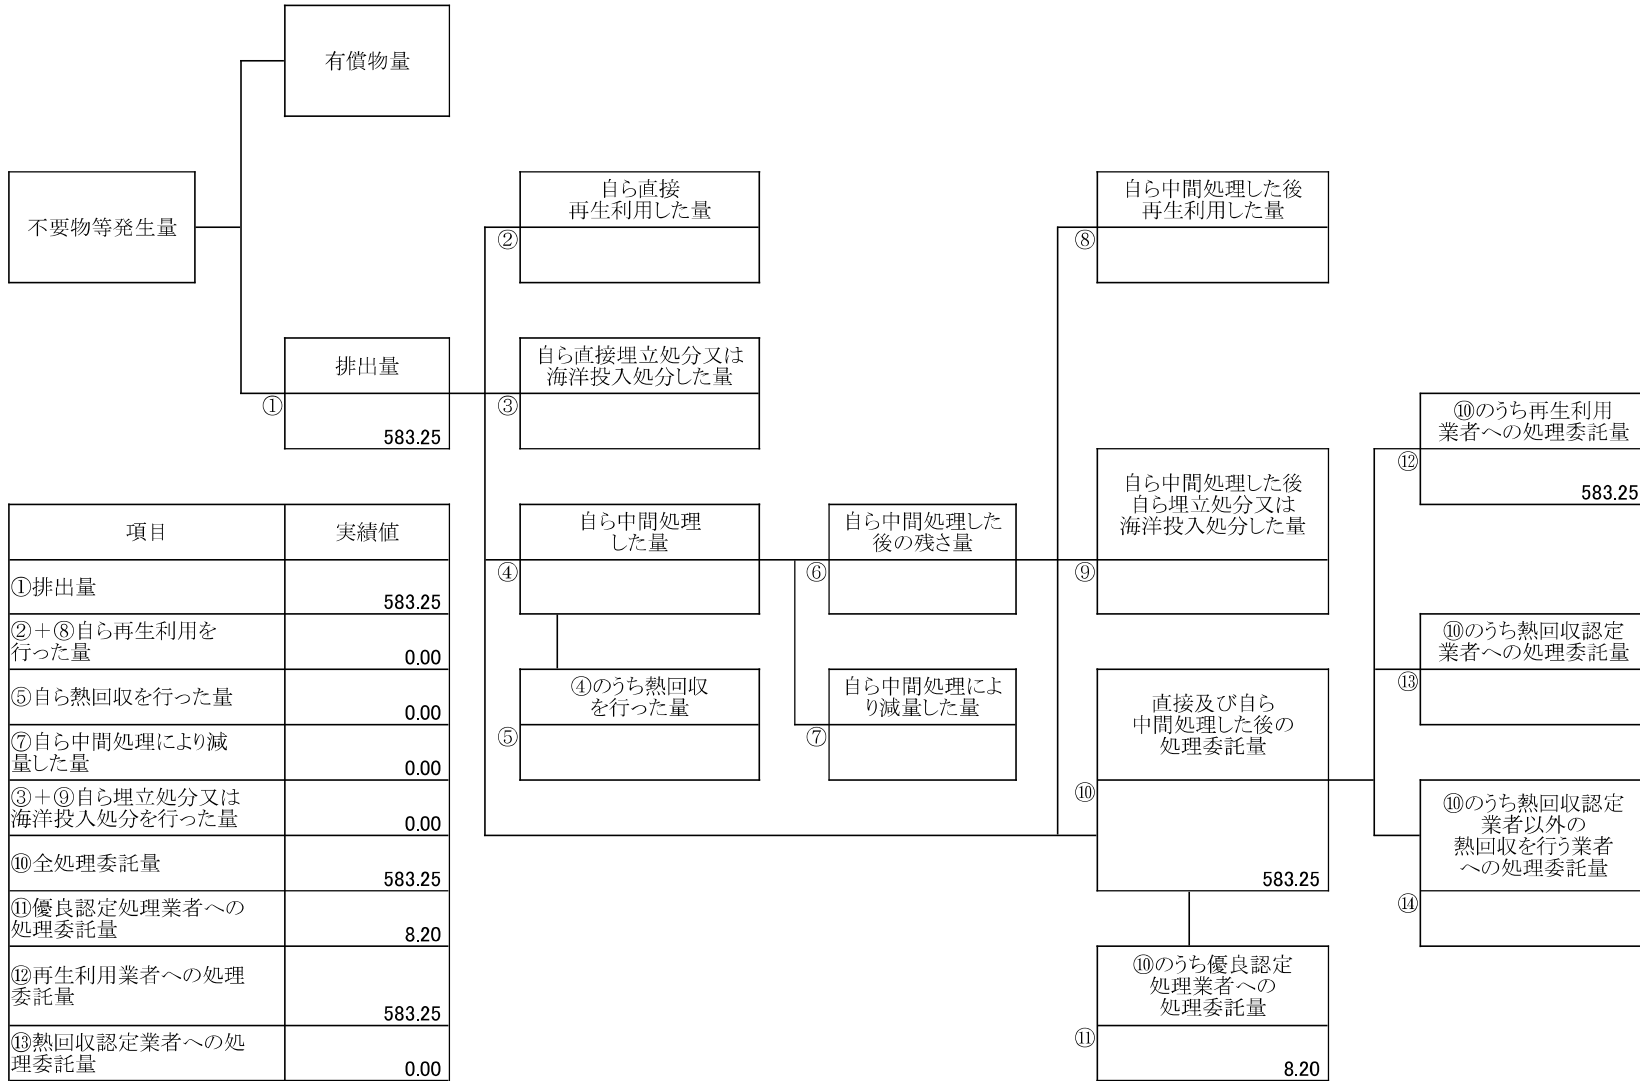 有償物量
不要物等発生量
自ら直接
再生利用した量
②
自ら中間処理した後
再生利用した量
⑧
排出量
①
583.25
自ら直接埋立処分又は
海洋投入処分した量
③
⑩のうち再生利用
業者への処理委託量
⑫
583.25
自ら中間処理
した量
④
自ら中間処理した
後の残さ量
⑥
自ら中間処理した後
自ら埋立処分又は
海洋投入処分した量
⑨
⑩のうち熱回収認定
業者への処理委託量
⑬
④のうち熱回収
を行った量
⑤
自ら中間処理によ
り減量した量
⑦
直接及び自ら
中間処理した後の
処理委託量
⑩
583.25
⑩のうち熱回収認定
業者以外の
熱回収を行う業者
への処理委託量
⑭
⑩のうち優良認定
処理業者への
処理委託量
⑪
8.20
項目
実績値
①排出量
583.25
②+⑧自ら再生利用を
行った量
0.00
⑤自ら熱回収を行った量
0.00
⑦自ら中間処理により減
量した量
0.00
③+⑨自ら埋立処分又は
海洋投入処分を行った量
0.00
⑩全処理委託量
583.25
⑪優良認定処理業者への
処理委託量
8.20
⑫再生利用業者への処理
委託量
583.25
⑬熱回収認定業者への処
理委託量
0.00